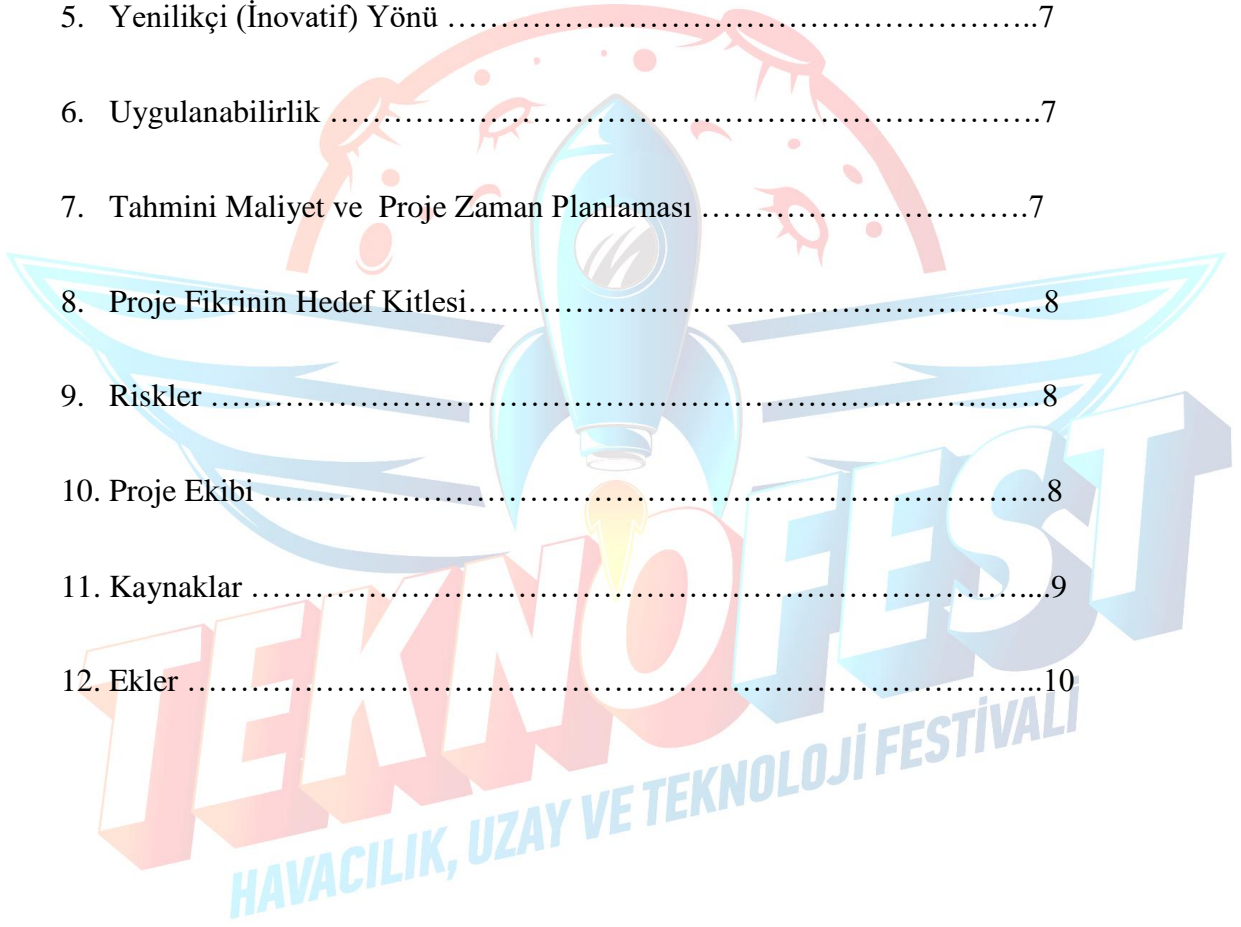 5. Yenilikçi (İnovatif) Yönü ……………………………………………………..7
6. Uygulanabilirlik ……………………………………………………………….7
7. Tahmini Maliyet ve Proje Zaman Planlaması ………………………….7
8. Proje Fikrinin Hedef Kitlesi……………………………………………………8
9. Riskler …………………………………………………………………………8
10. Proje Ekibi ……………………………………………………………………..8
11. Kaynaklar …………………………………………………………………....9
12. Ekler …………………………………………………………………………...10
TEKNOFEST
HAVACILIK, UZAY VE TEKNOLOJİ FESTİVALİ